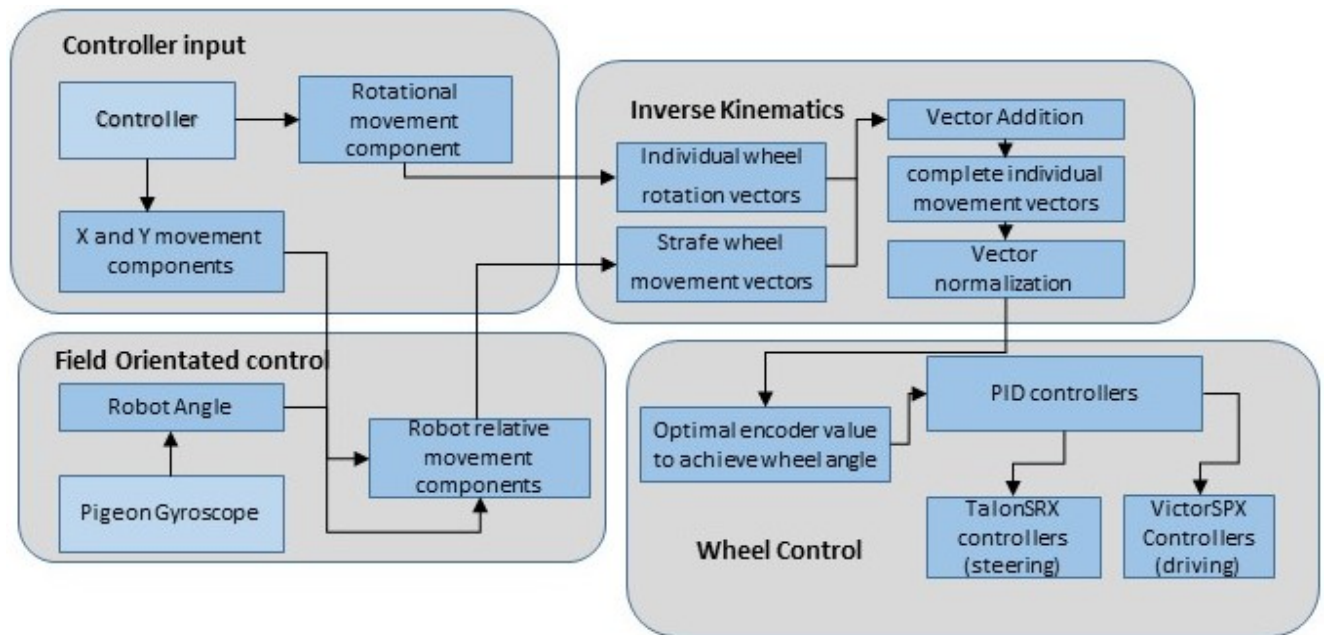 Controller input
Controller
Rotational
movement
component
X and Y movement
components
Inverse Kinematics
Individual wheel
rotation vectors
Strafe wheel
movement vectors
Vector Addition
complete individual
movement vectors
Vector
normalization
Field Orientated control
Robot Angle
Pigeon Gyroscope
Robot relative
movement
components
Optimal encoder value
to achieve wheel angle
PID controllers
TalonSRX
controllers
(steering)
VictorSPX
Controllers
(driving)
Wheel Control